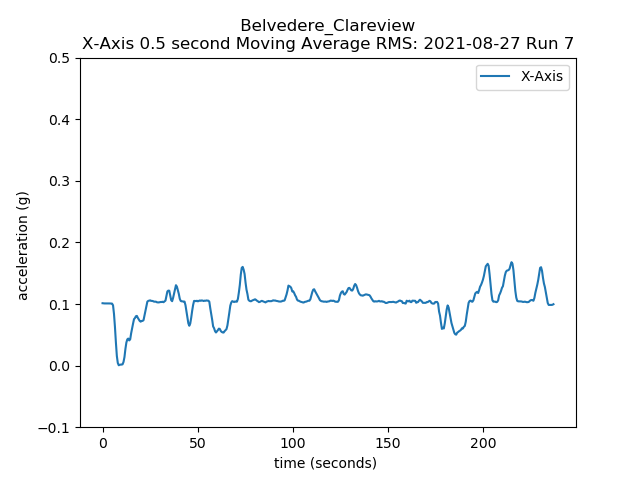 Belvedere_Clareview
X-Axis 0.5 second Moving Average RMS: 2021-08-27 Run 7
X-Axis
0.5
0.4
0.3
0.2
0.1
0.0
−0.1
acceleration (g)
0 50 100 150 200
time (seconds)